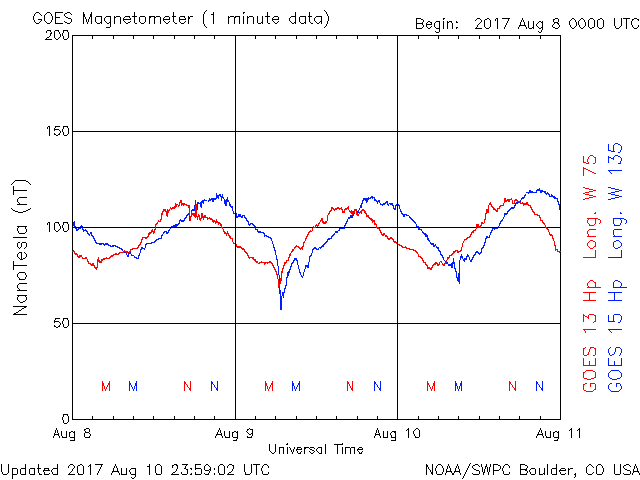 GOES Magnetometer (1 minute data)
Begin: 2017 Aug 8 0000 UTC
200
150
100
50
0
NanoTesla (nT)
M M N N M M N N M M N N
Aug 8 Aug 9 Aug 10 Aug 11
Universal Time
GOES 13 Hp Long. W 75
GOES 15 Hp Long. W 135
Updated 2017 Aug 10 23:59:02 UTC
NOAA/SWPC Boulder, CO USA